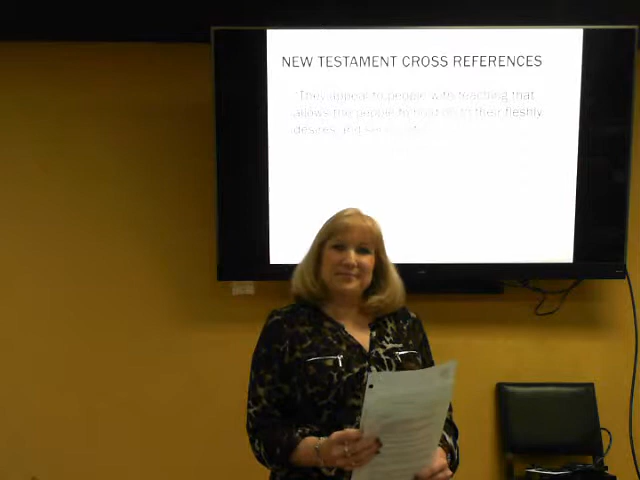 NEW TESTAMENT CROSS REFERENCES
They appear to people with teaching that
allows the people to hold on to their fleshly
desires and